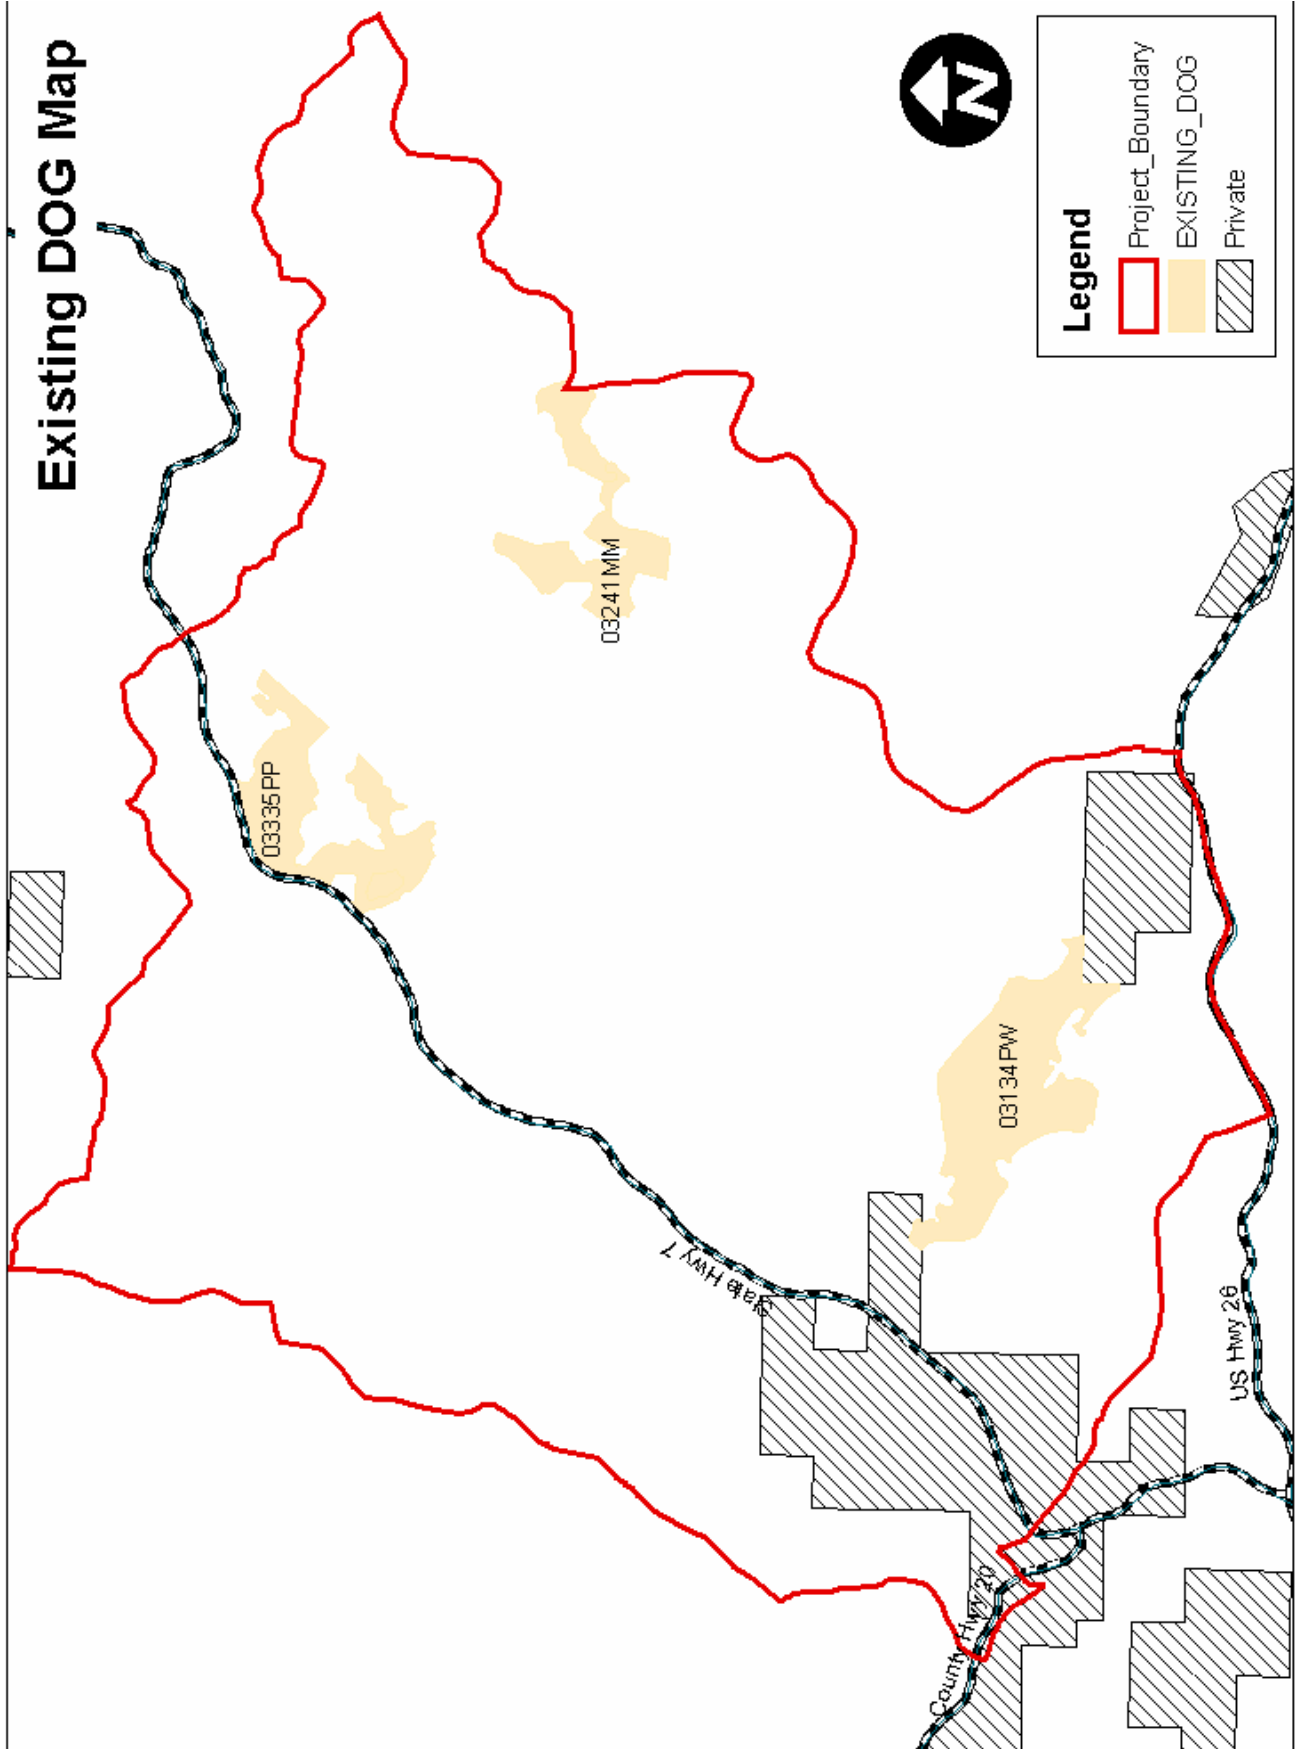 Existing DOG Map
03335PP
03241MM
03134PW
State Hwy 7
County Hwy 20
US Hwy 26
N
Legend
Project_Boundary
EXISTING_DOG
Private